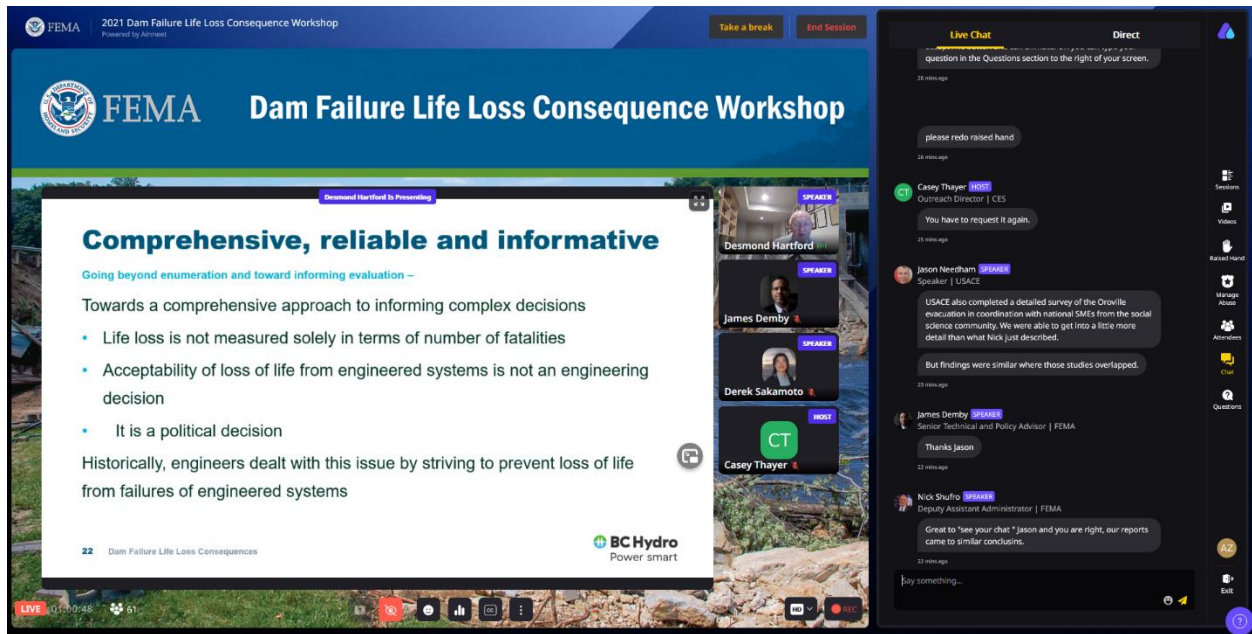 FEMA
2021 Dam Failure Life Loss Consequence Workshop
Powered by Airmeet
Take a break
End Session
FEMA
Dam Failure Life Loss Consequence Workshop
Desmond Hartford Is Presenting
Comprehensive, reliable and informative
Going beyond enumeration and toward informing evaluation –
Towards a comprehensive approach to informing complex decisions
• Life loss is not measured solely in terms of number of fatalities
• Acceptability of loss of life from engineered systems is not an engineering
decision
• It is a political decision
Historically, engineers dealt with this issue by striving to prevent loss of life
from failures of engineered systems
22 Dam Failure Life Loss Consequences
BC Hydro
Power smart
SPEAKER
Desmond Hartford
SPEAKER
James Demby
SPEAKER
Derek Sakamoto
HOST
CT
Casey Thayer
LIVE 01:00:48 61
CC
HD
REC
Live Chat
Direct
question in the Questions section to the right of your screen.
26 mins ago
please redo raised hand
26 mins ago
CT
Casey Thayer HOST
Outreach Director | CES
You have to request it again.
25 mins ago
Jason Needham SPEAKER
Speaker | USACE
USACE also completed a detailed survey of the Oroville
evacuation in coordination with national SMEs from the social
science community. We were able to get into a little more
detail than what Nick just described.
But findings were similar where those studies overlapped.
23 mins ago
James Demby SPEAKER
Senior Technical and Policy Advisor | FEMA
Thanks Jason
22 mins ago
Nick Shufro SPEAKER
Deputy Assistant Administrator | FEMA
Great to "see your chat " Jason and you are right, our reports
came to similar conclusins.
22 mins ago
Say something...
Sessions
Videos
Raised Hand
Manage
Abuse
Attendees
Chat
Questions
AZ
Exit